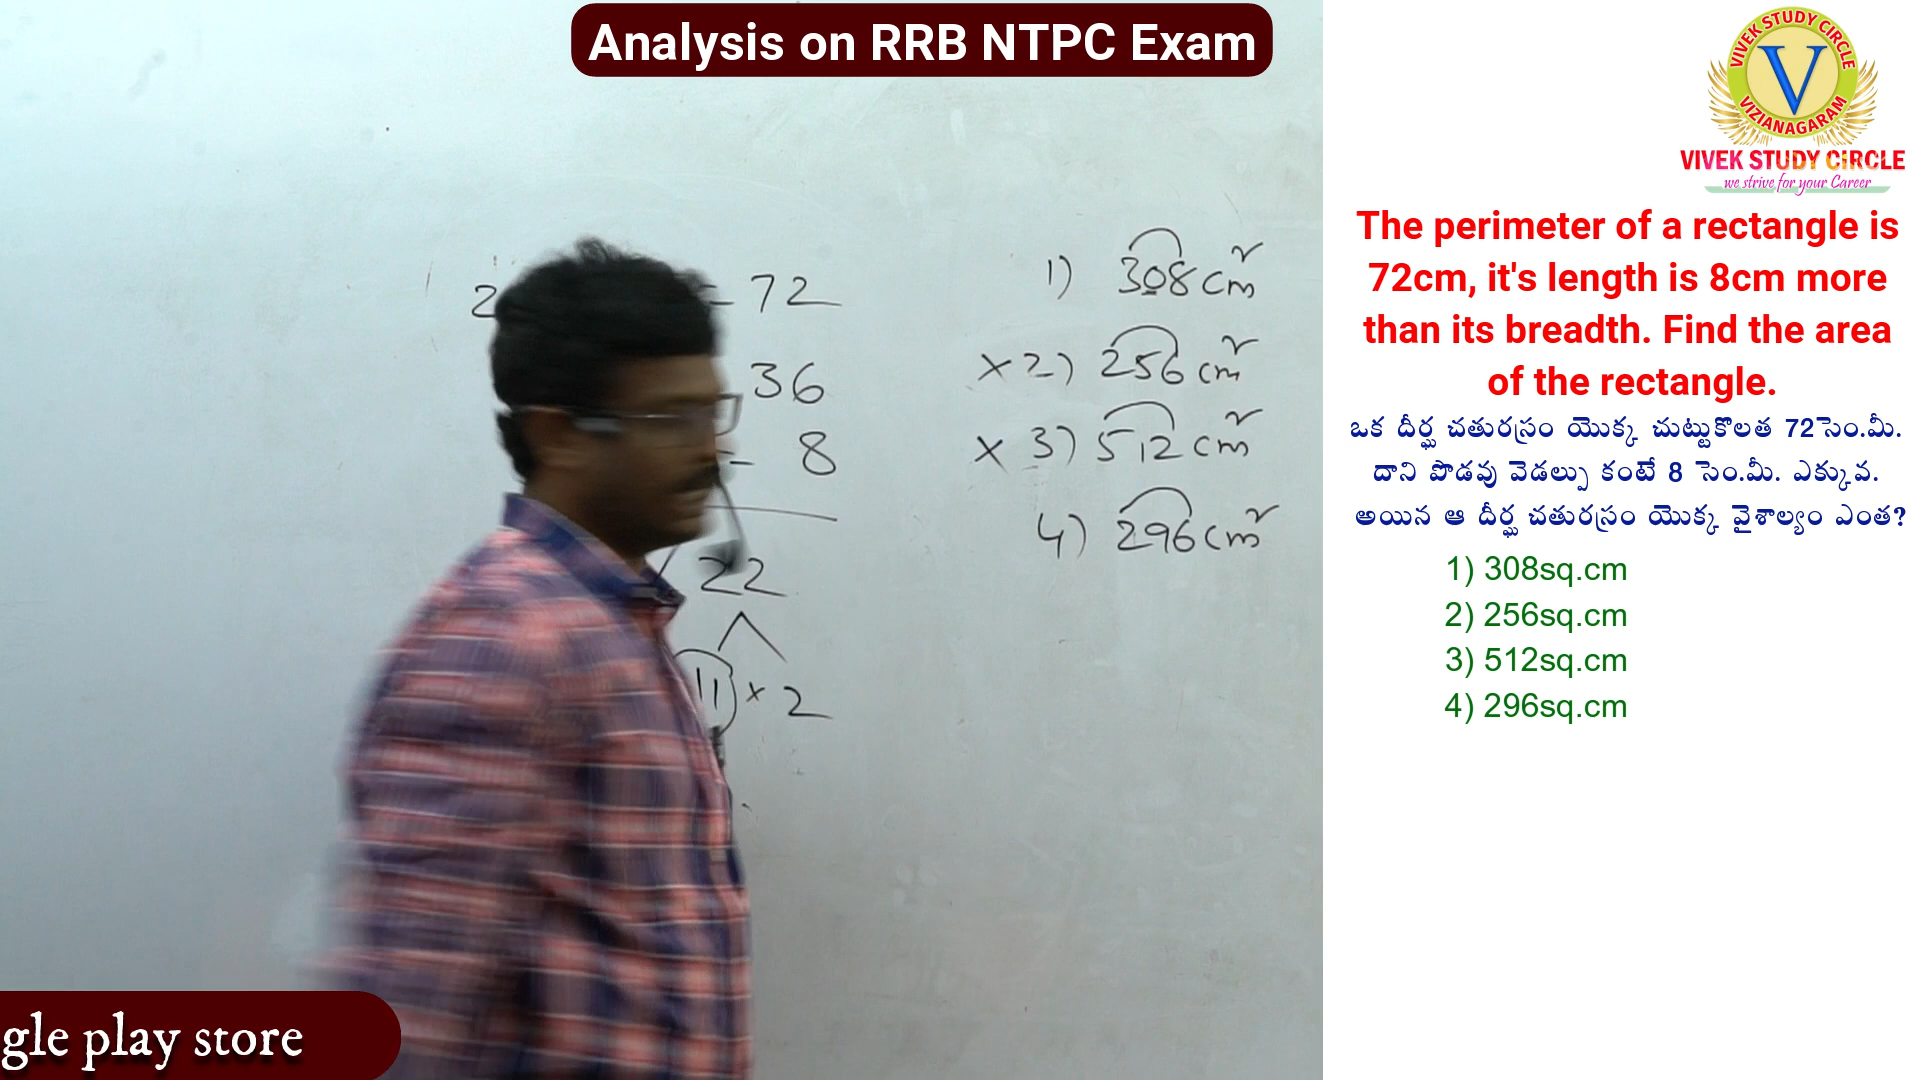 Analysis on RRB NTPC Exam
VIVEK STUDY CIRCLE
V
VIZIANAGARAM
VIVEK STUDY CIRCLE
we strive for your Career
2
= 72
36
= 8
22
11 × 2
1) 308 cm²
× 2) 256 cm²
× 3) 512 cm²
4) 296 cm²
The perimeter of a rectangle is
72cm, it's length is 8cm more
than its breadth. Find the area
of the rectangle.
ఒక దీర్ఘ చతురస్రం యొక్క చుట్టుకొలత 72సెం.మీ.
దాని పొడవు వెడల్పు కంటే 8 సెం.మీ. ఎక్కువ.
అయిన ఆ దీర్ఘ చతురస్రం యొక్క వైశాల్యం ఎంత?
1) 308sq.cm
2) 256sq.cm
3) 512sq.cm
4) 296sq.cm
gle play store